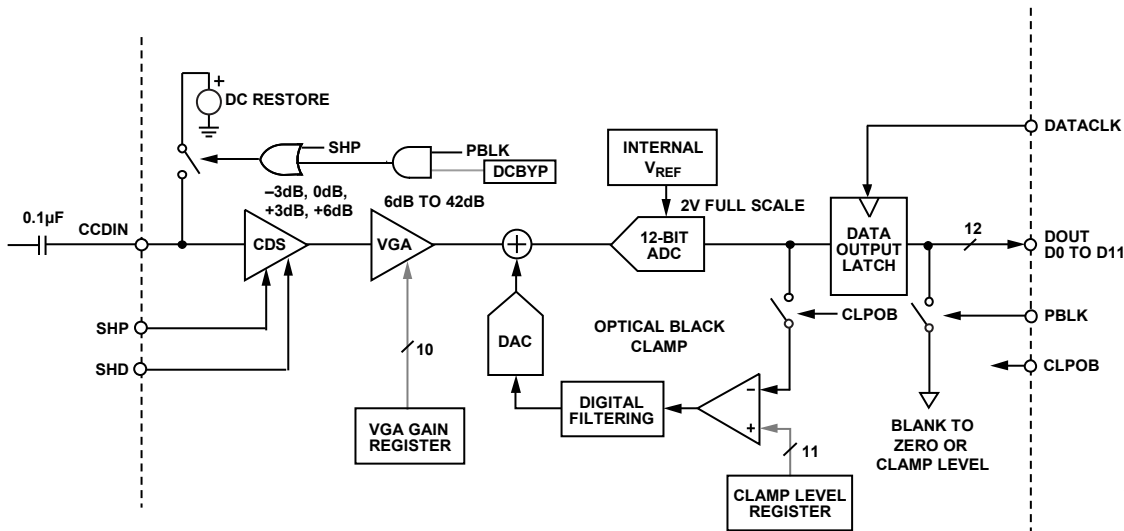 +
DC RESTORE
SHP
PBLK
DCBYP
–3dB, 0dB,
+3dB, +6dB
6dB TO 42dB
INTERNAL
VREF
2V FULL SCALE
DATACLK
0.1µF
CCDIN
CDS
VGA
+
12-BIT
ADC
DATA
OUTPUT
LATCH
12
DOUT
D0 TO D11
SHP
SHD
10
DAC
OPTICAL BLACK
CLAMP
CLPOB
PBLK
CLPOB
VGA GAIN
REGISTER
DIGITAL
FILTERING
–
+
11
BLANK TO
ZERO OR
CLAMP LEVEL
CLAMP LEVEL
REGISTER